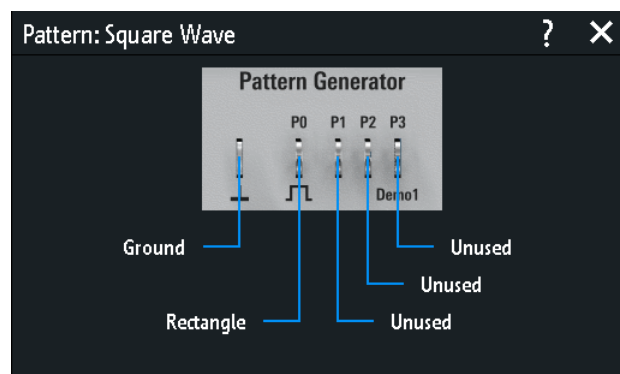 Pattern: Square Wave ? ×
Pattern Generator
P0 P1 P2 P3
Demo1
Ground Unused
Unused
Rectangle Unused